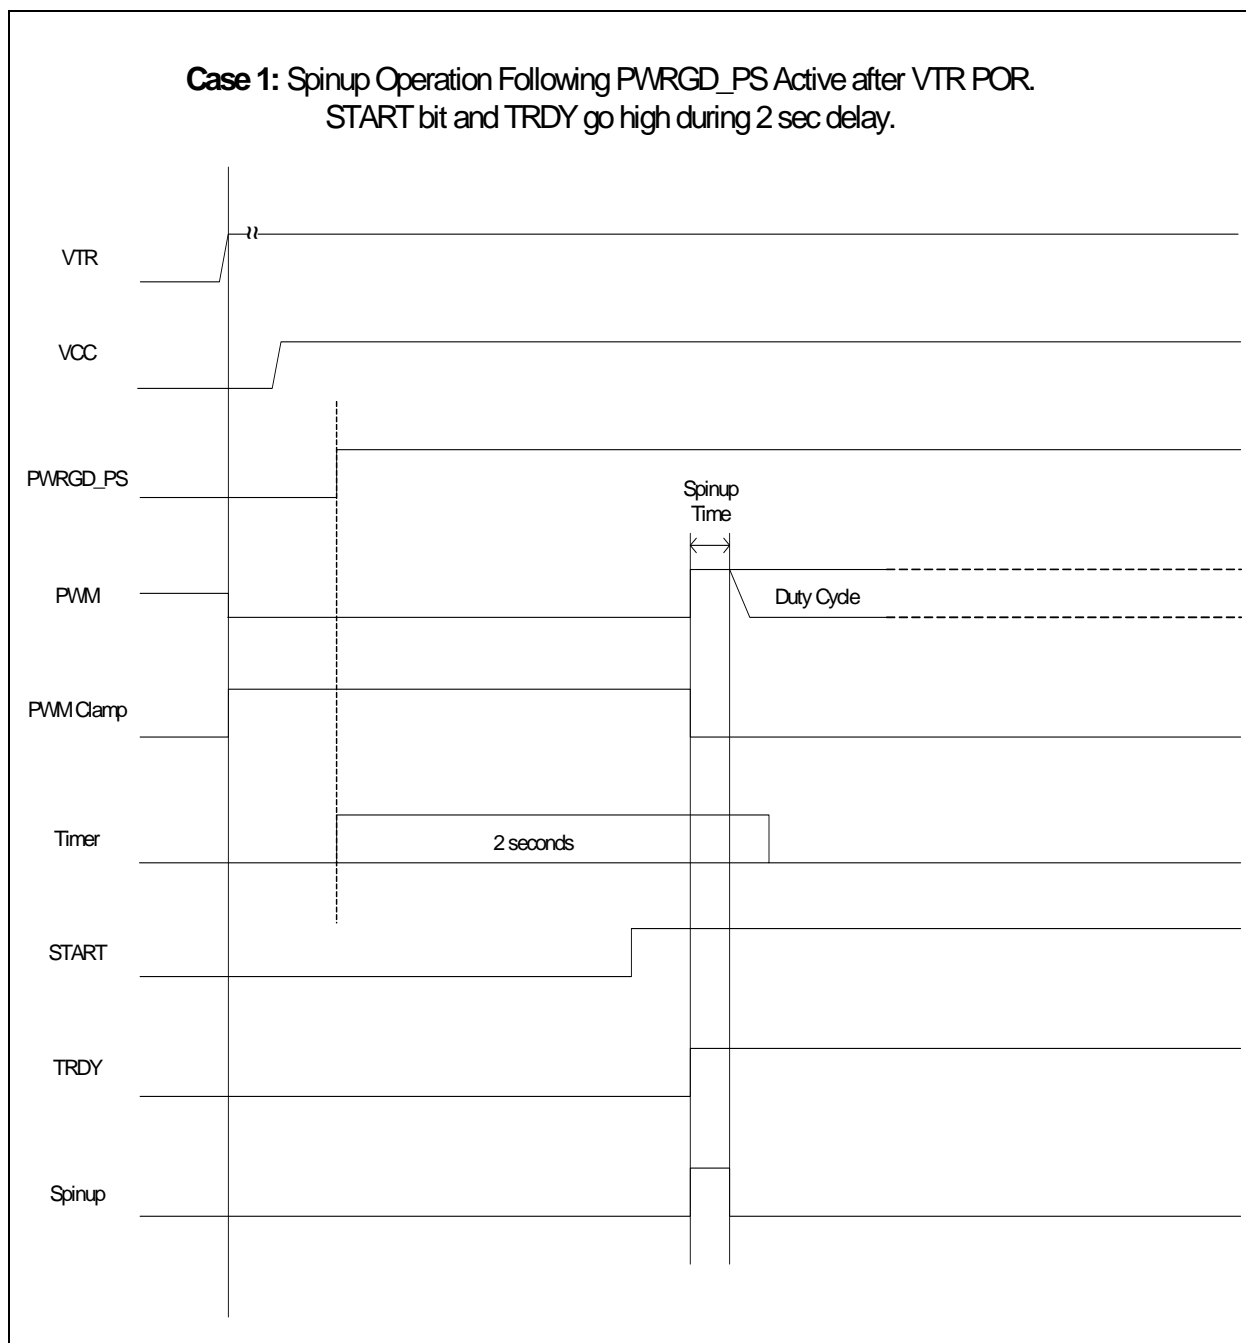 Case 1: Spinup Operation Following PWRGD_PS Active after VTR POR.
START bit and TRDY go high during 2 sec delay.
VTR
VCC
PWRGD_PS
Spinup
Time
PWM
Duty Cycle
PWM Clamp
Timer
2 seconds
START
TRDY
Spinup